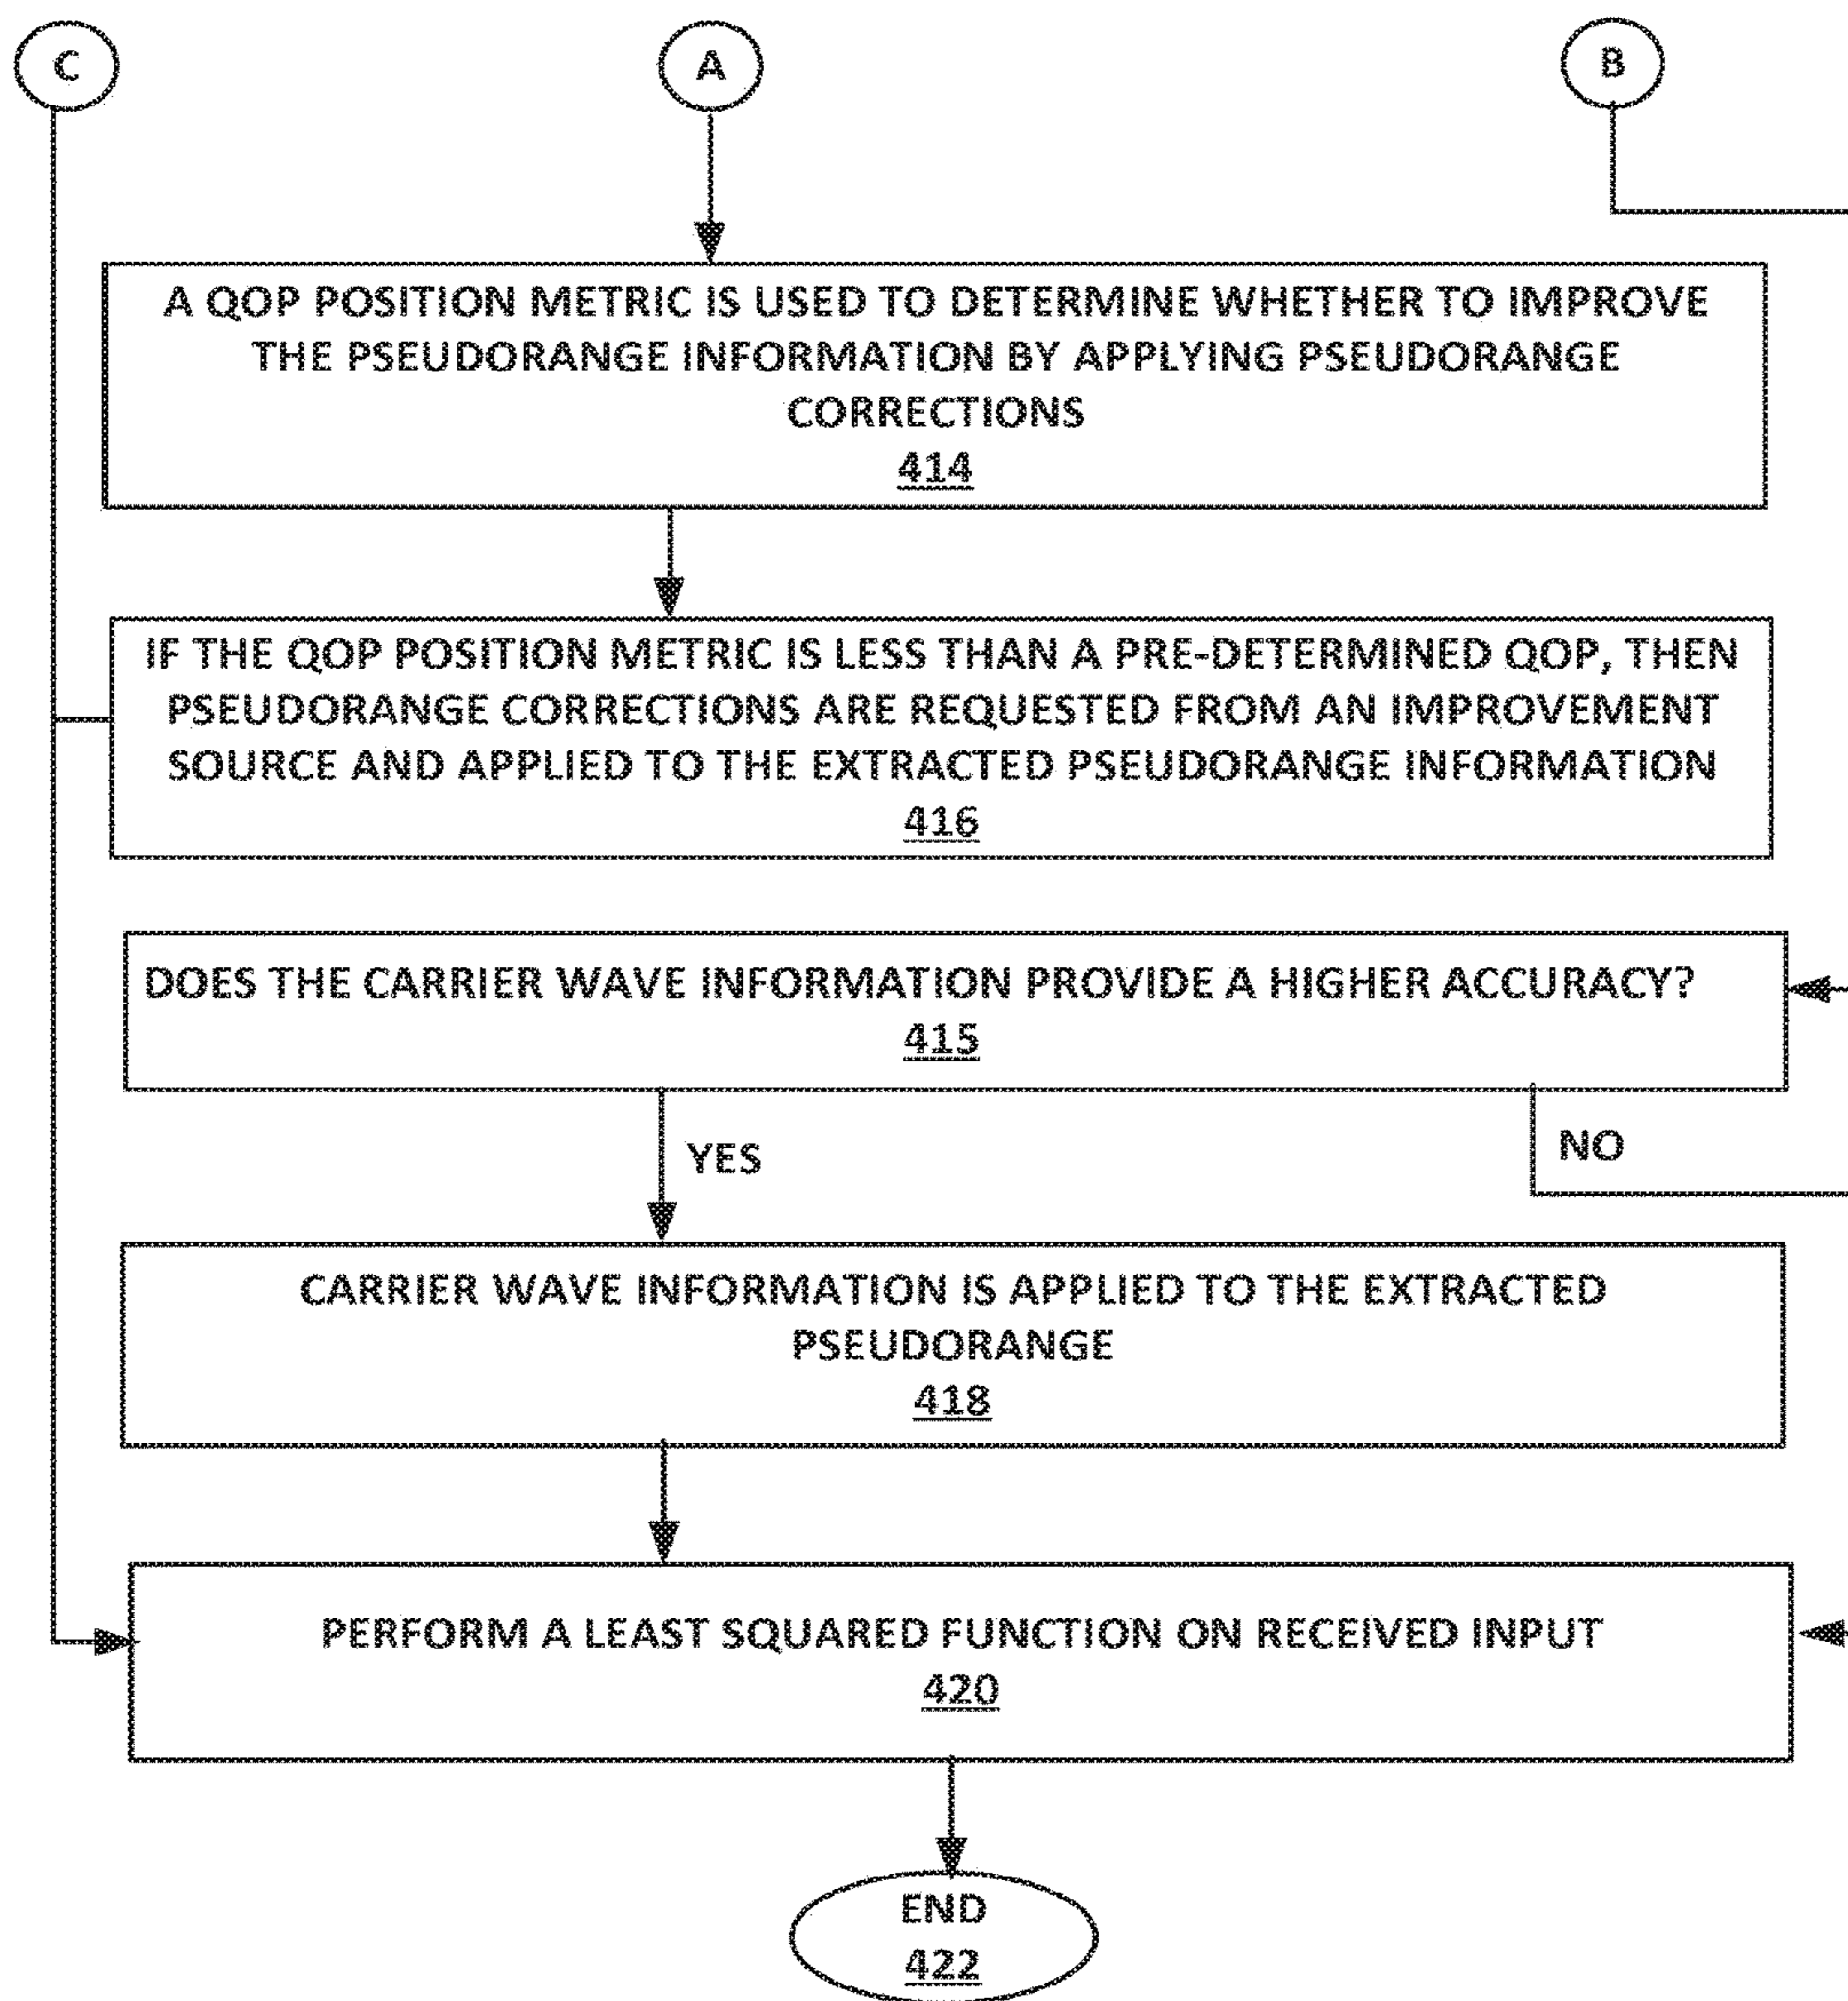 C
A
B
A QOP POSITION METRIC IS USED TO DETERMINE WHETHER TO IMPROVE
THE PSEUDORANGE INFORMATION BY APPLYING PSEUDORANGE
CORRECTIONS
414
IF THE QOP POSITION METRIC IS LESS THAN A PRE-DETERMINED QOP, THEN
PSEUDORANGE CORRECTIONS ARE REQUESTED FROM AN IMPROVEMENT
SOURCE AND APPLIED TO THE EXTRACTED PSEUDORANGE INFORMATION
416
DOES THE CARRIER WAVE INFORMATION PROVIDE A HIGHER ACCURACY?
415
YES
NO
CARRIER WAVE INFORMATION IS APPLIED TO THE EXTRACTED
PSEUDORANGE
418
PERFORM A LEAST SQUARED FUNCTION ON RECEIVED INPUT
420
END
422